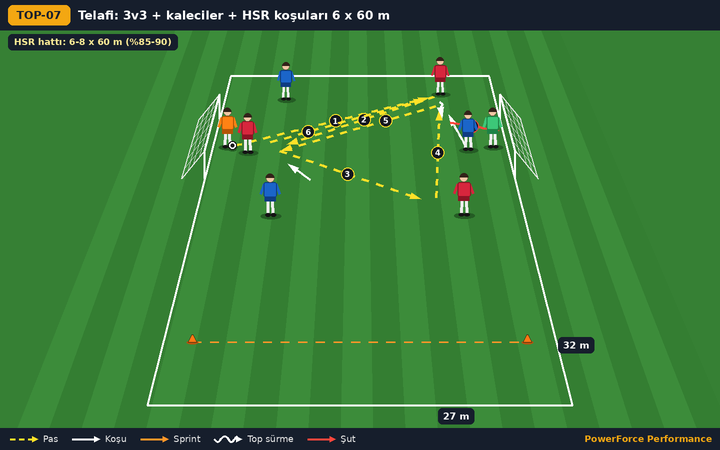 TOP-07 Telafi: 3v3 + kaleciler + HSR koşuları 6 x 60 m
HSR hattı: 6-8 x 60 m (%85-90)
6 1 2 5
4
3
32 m
27 m
Pas Koşu Sprint Top sürme Şut PowerForce Performance